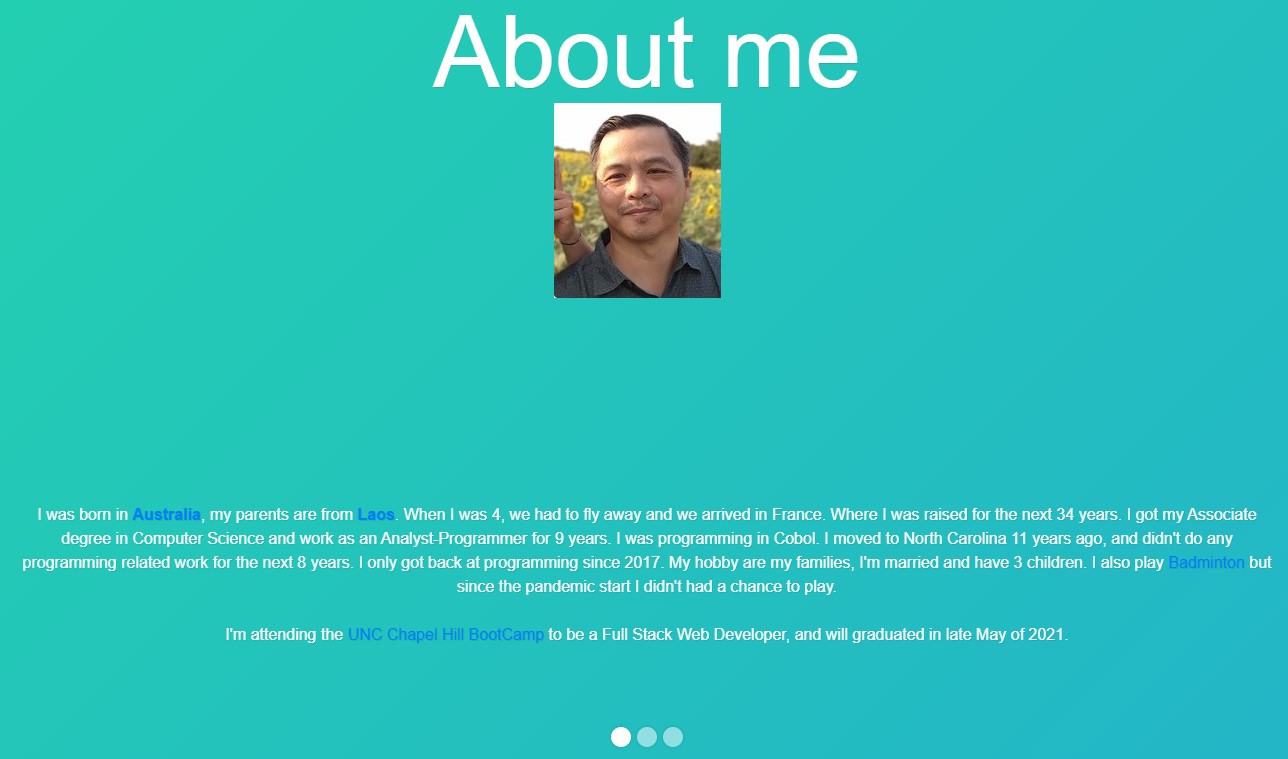 About me
I was born in Australia, my parents are from Laos. When I was 4, we had to fly away and we arrived in France. Where I was raised for the next 34 years. I got my Associate
degree in Computer Science and work as an Analyst-Programmer for 9 years. I was programming in Cobol. I moved to North Carolina 11 years ago, and didn't do any
programming related work for the next 8 years. I only got back at programming since 2017. My hobby are my families, I'm married and have 3 children. I also play Badminton but
since the pandemic start I didn't had a chance to play.
I'm attending the UNC Chapel Hill BootCamp to be a Full Stack Web Developer, and will graduated in late May of 2021.